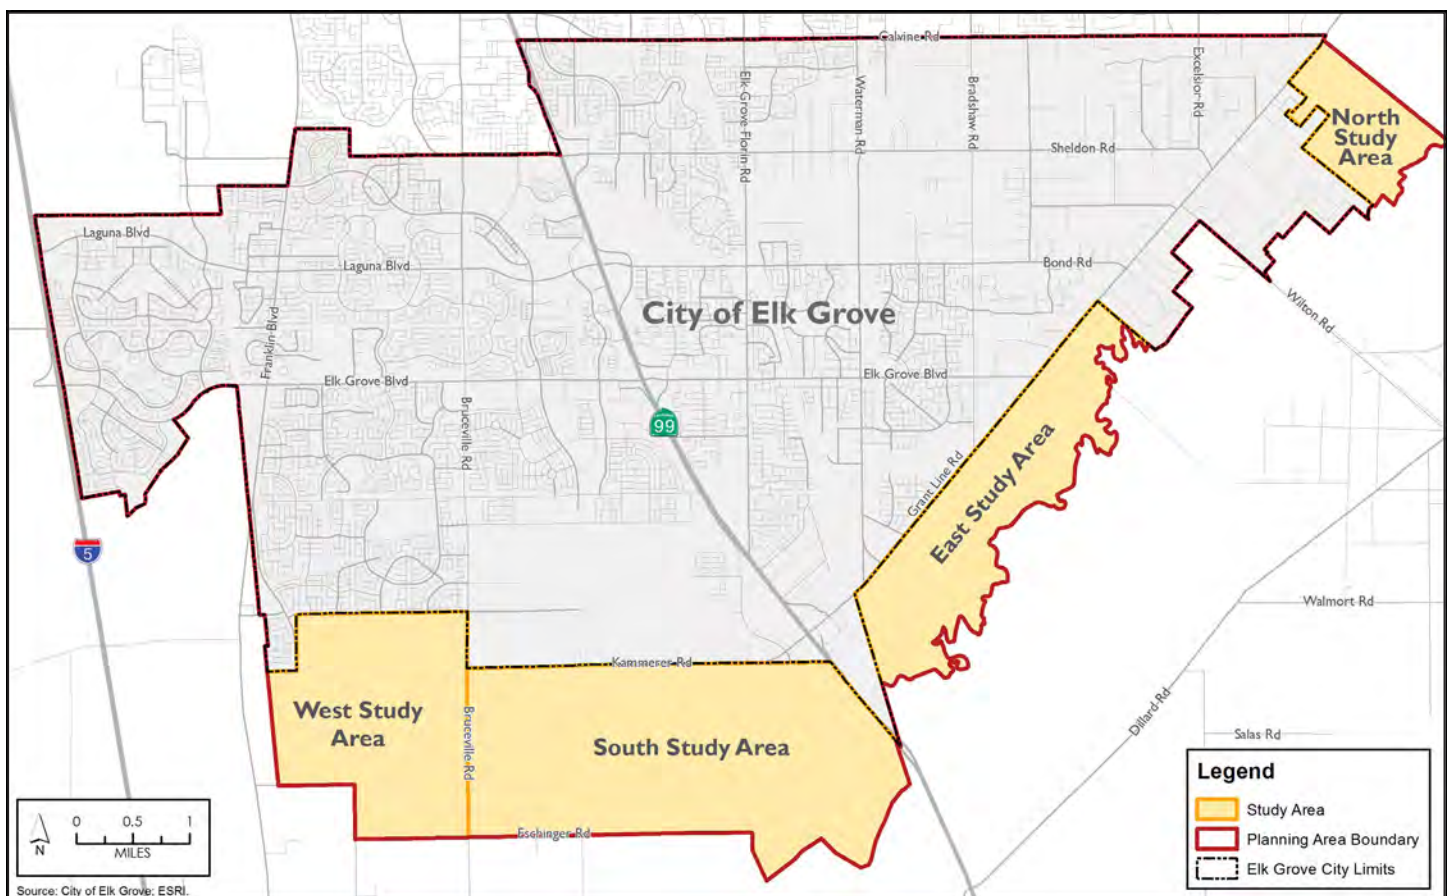 Calvine Rd
Elk-Grove-Florin Rd
Waterman Rd
Bradshaw Rd
Excelsior Rd
North
Study
Area
Sheldon Rd
Laguna Blvd
Laguna Blvd
Bond Rd
Wilton Rd
City of Elk Grove
Franklin Blvd
Elk Grove Blvd
Elk Grove Blvd
Bruceville Rd
99
Grant Line Rd
East Study Area
5
Walmort Rd
Kammerer Rd
West Study
Area
Bruceville Rd
South Study Area
Dillard Rd
Salas Rd
Eschinger Rd
Legend
Study Area
Planning Area Boundary
Elk Grove City Limits
0 0.5 1
MILES
N
Source: City of Elk Grove; ESRI.